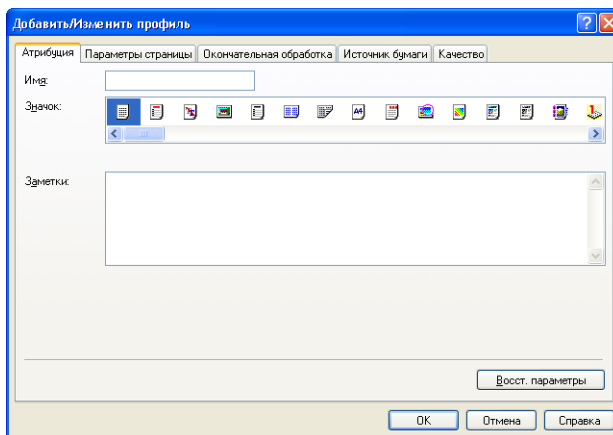 Добавить/Изменить профиль
Атрибуция Параметры страницы Окончательная обработка Источник бумаги Качество
Имя:
Значок:
Заметки:
Восст. параметры
OK Отмена Справка